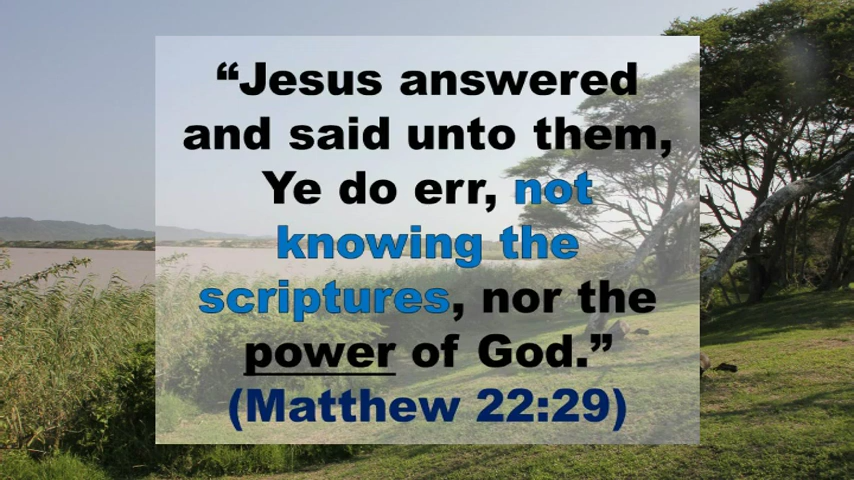 “Jesus answered
and said unto them,
Ye do err, not
knowing the
scriptures, nor the
power of God.”
(Matthew 22:29)